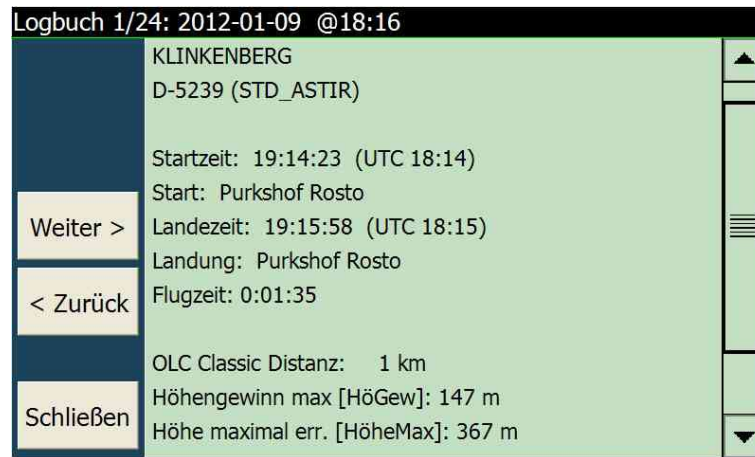 Logbuch 1/24: 2012-01-09 @18:16
KLINKENBERG
D-5239 (STD_ASTIR)
Startzeit: 19:14:23 (UTC 18:14)
Start: Purkshof Rosto
Landezeit: 19:15:58 (UTC 18:15)
Landung: Purkshof Rosto
Flugzeit: 0:01:35
OLC Classic Distanz: 1 km
Höhengewinn max [HöGew]: 147 m
Höhe maximal err. [HöheMax]: 367 m
Weiter >
< Zurück
Schließen